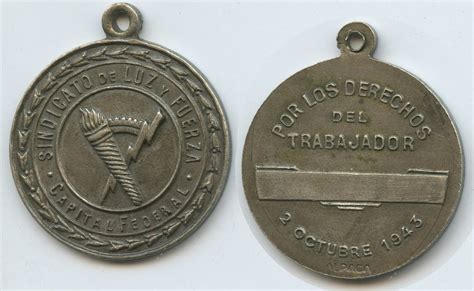 SINDICATO DE LUZ Y FUERZA
CAPITAL FEDERAL
POR LOS DERECHOS
DEL
TRABAJADOR
2 OCTUBRE 1943